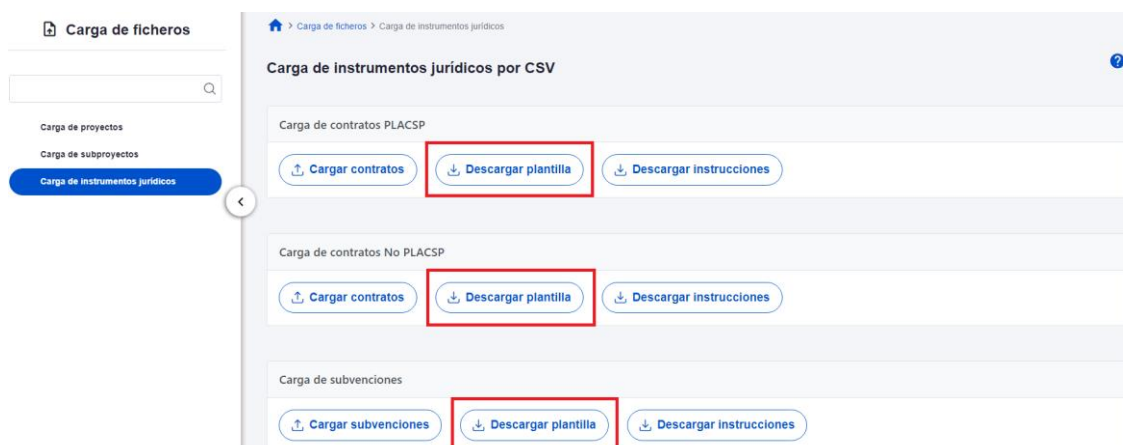 Carga de ficheros
Carga de proyectos
Carga de subproyectos
Carga de instrumentos jurídicos
> Carga de ficheros > Carga de instrumentos jurídicos
Carga de instrumentos jurídicos por CSV
?
Carga de contratos PLACSP
Cargar contratos Descargar plantilla Descargar instrucciones
Carga de contratos No PLACSP
Cargar contratos Descargar plantilla Descargar instrucciones
Carga de subvenciones
Cargar subvenciones Descargar plantilla Descargar instrucciones